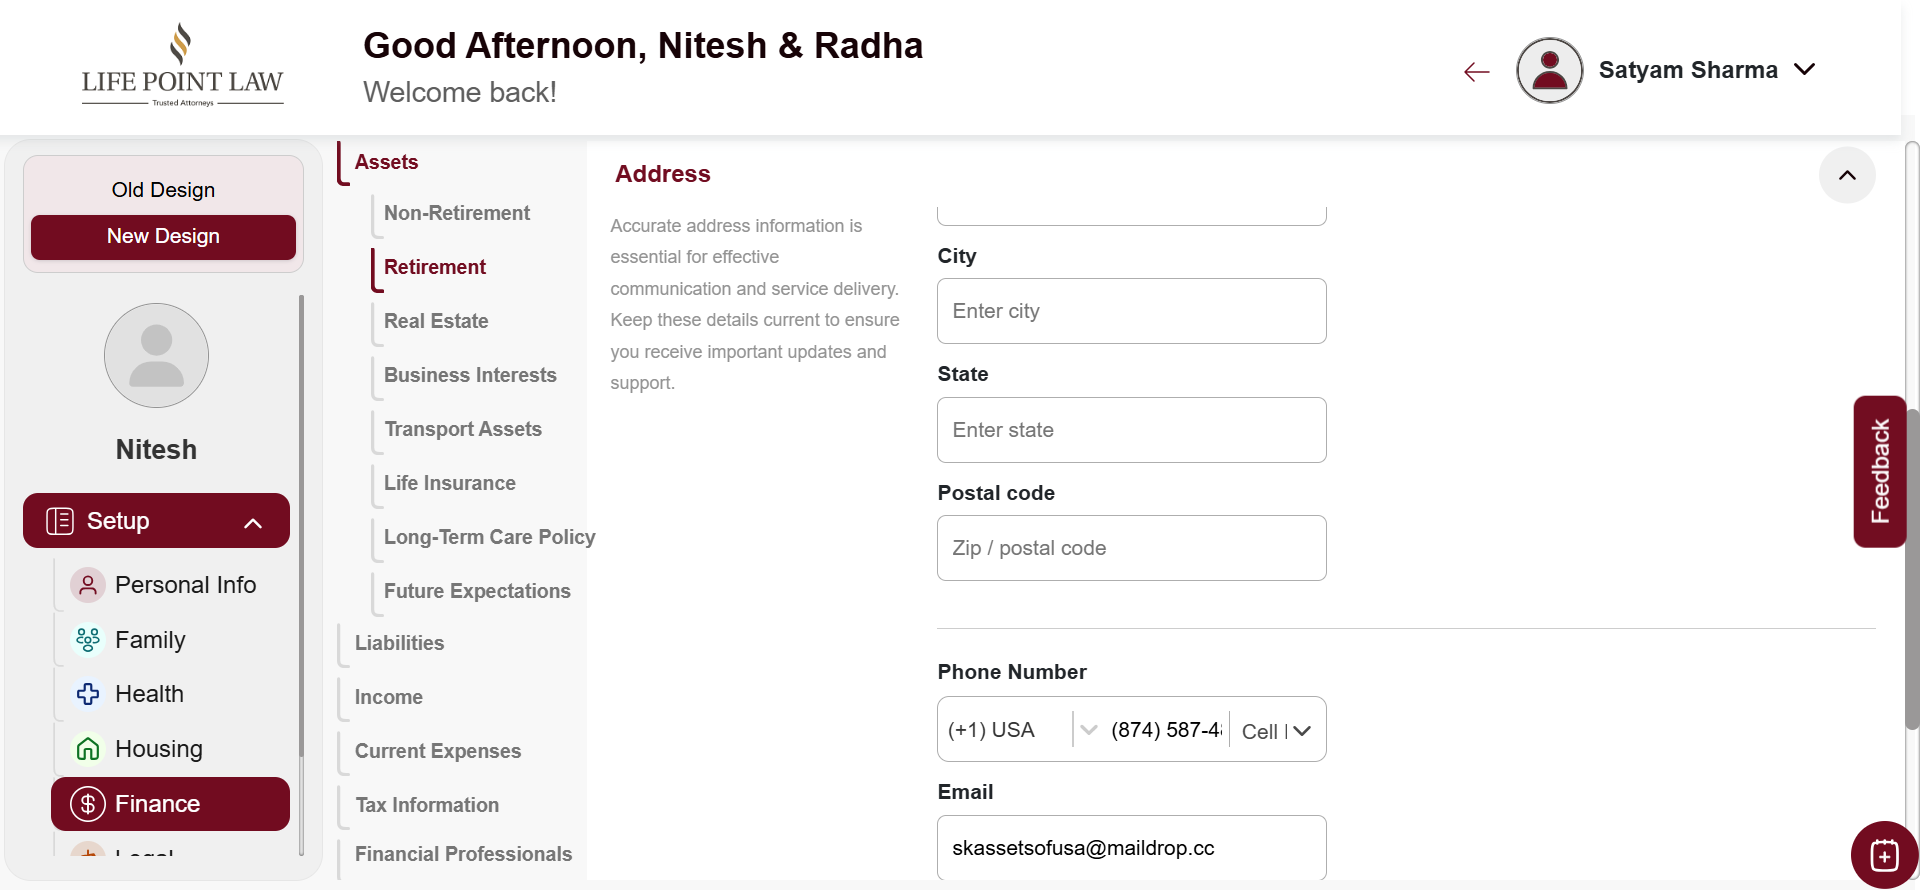 LIFE POINT LAW
Trusted Attorneys
Good Afternoon, Nitesh & Radha
Welcome back!
Satyam Sharma
Old Design
New Design
Nitesh
Setup
Personal Info
Family
Health
Housing
Finance
Assets
Non-Retirement
Retirement
Real Estate
Business Interests
Transport Assets
Life Insurance
Long-Term Care Policy
Future Expectations
Liabilities
Income
Current Expenses
Tax Information
Financial Professionals
Address
Accurate address information is
essential for effective
communication and service delivery.
Keep these details current to ensure
you receive important updates and
support.
City
Enter city
State
Enter state
Postal code
Zip / postal code
Phone Number
(+1) USA
(874) 587-4
Cell
Email
skassetsofusa@maildrop.cc
Feedback